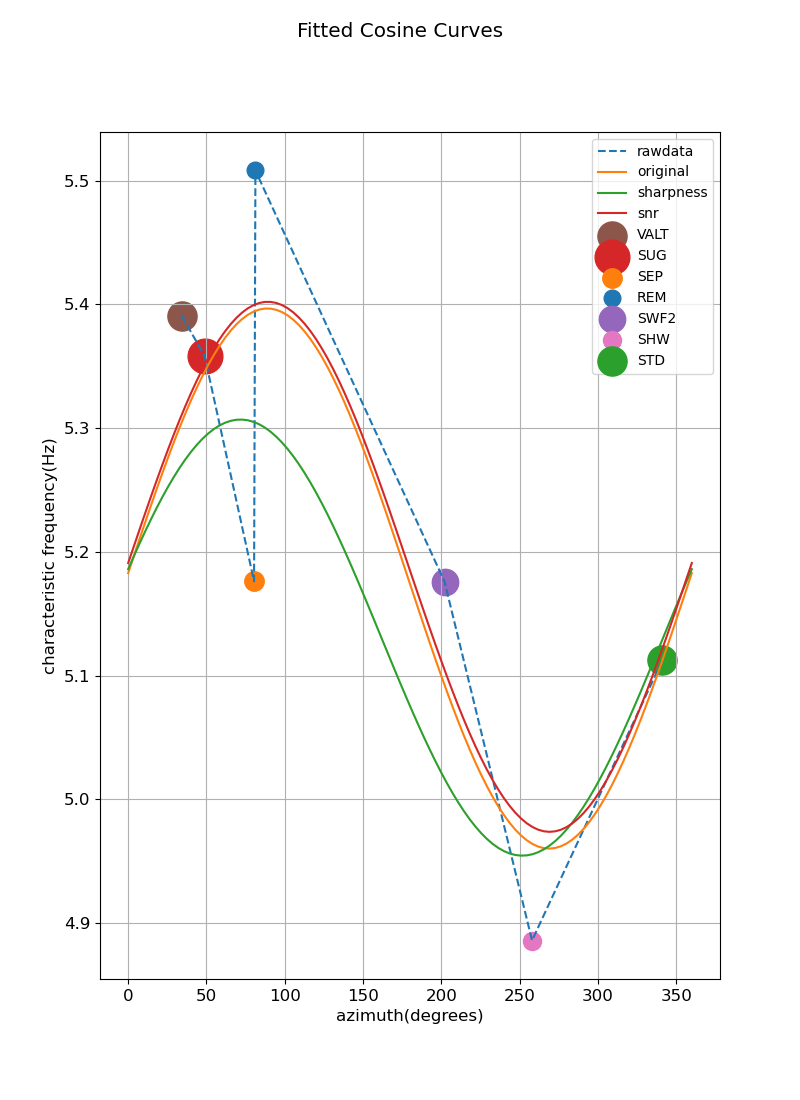 Fitted Cosine Curves
rawdata
original
sharpness
snr
VALT
SUG
SEP
REM
SWF2
SHW
STD
5.5
5.4
5.3
5.2
5.1
5.0
4.9
characteristic frequency(Hz)
0 50 100 150 200 250 300 350
azimuth(degrees)